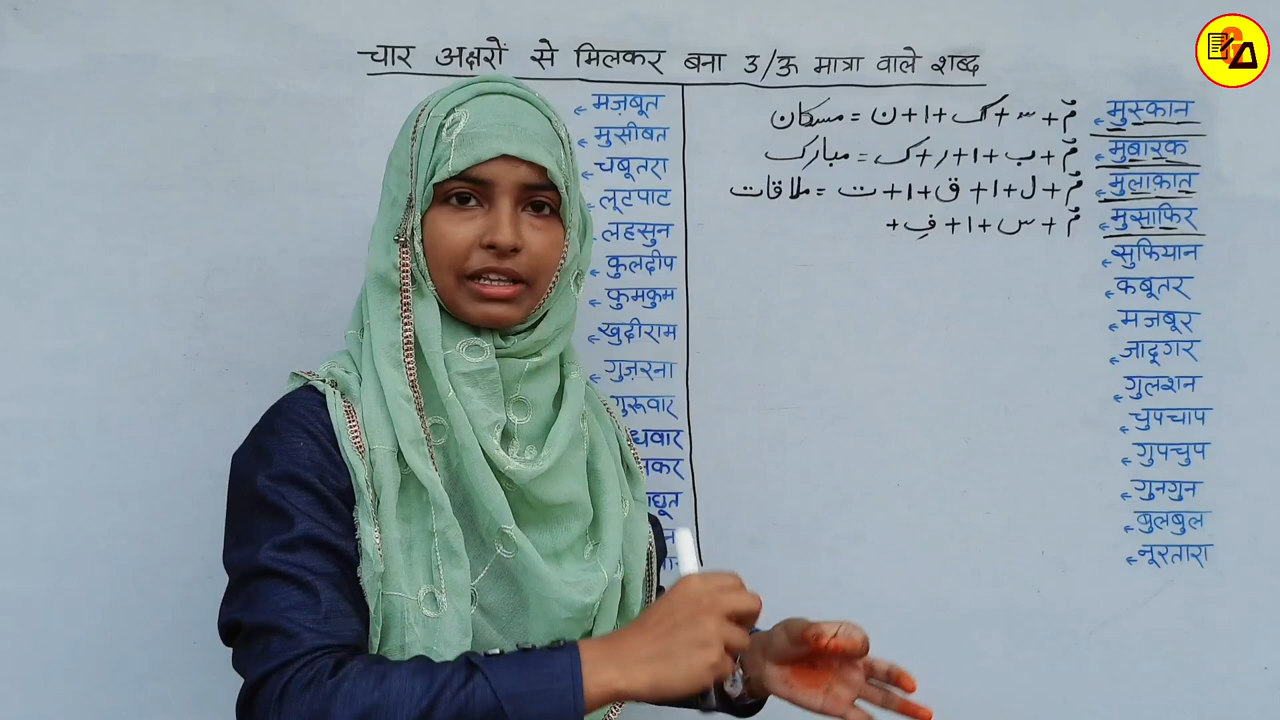 चार अक्षरों से मिलकर बना उ/ऊ मात्रा वाले शब्द
मुस्कान
مُ + س + ک + ا + ن = مسکان
मुबारक
مُ + ب + ا + ر + ک = مبارک
मुलाक़ात
مُ + ل + ا + ق + ا + ت = ملاقات
मुसाफिर
مُ + س + ا + فِ +
सुफियान
कबूतर
मजबूर
जादूगर
गुलशन
चुपचाप
गुपचुप
गुनगुन
बुलबुल
नूरतारा
मज़बूत
मुसीबत
चबूतरा
लूटपाट
लहसुन
कुलदीप
कुमकुम
खुदीराम
गुज़रना
गुरूवार